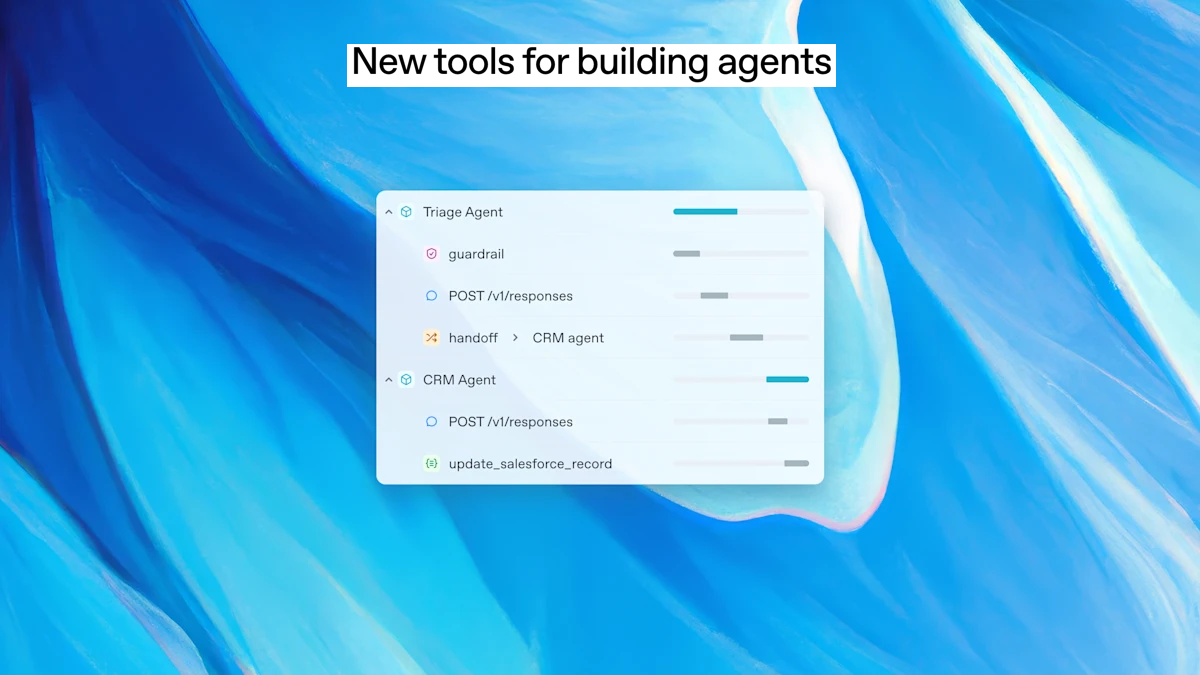 New tools for building agents
Triage Agent
guardrail
POST /v1/responses
handoff > CRM agent
CRM Agent
POST /v1/responses
update_salesforce_record